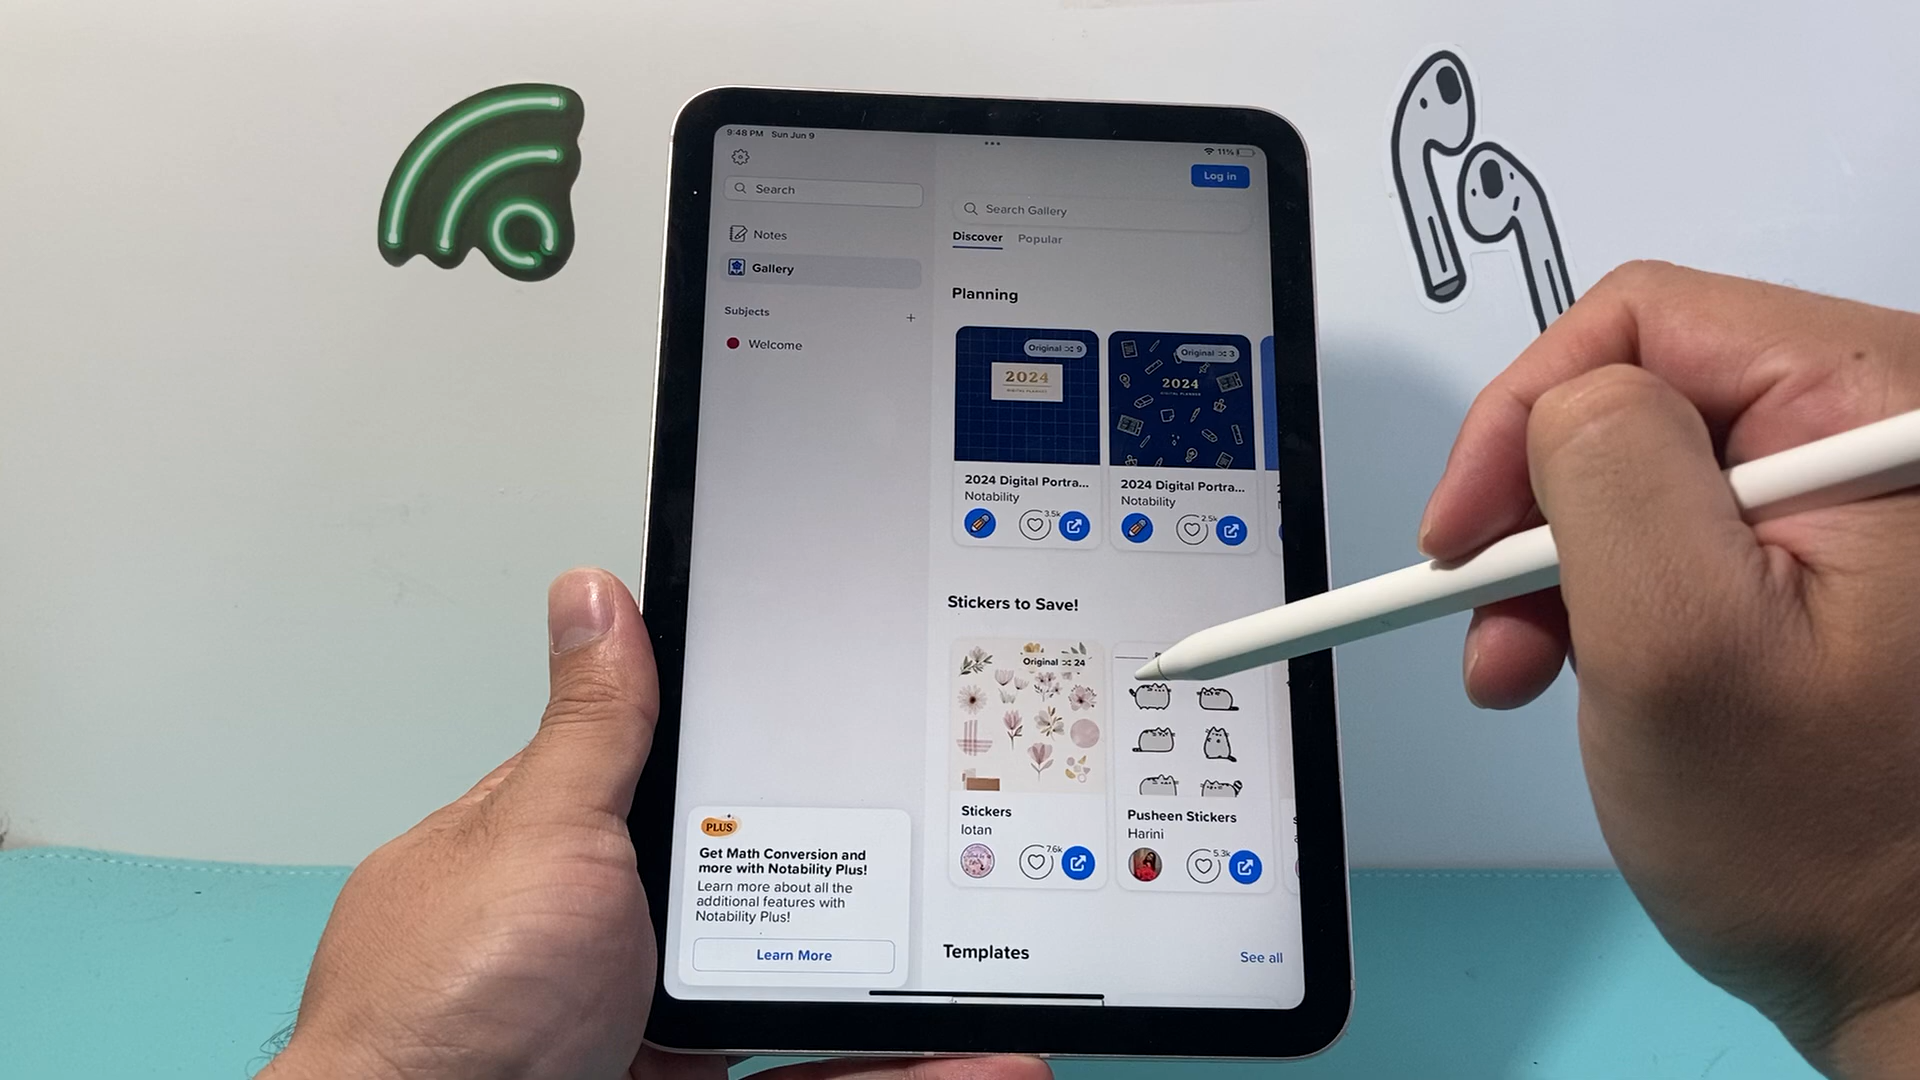 9:48 PM Sun Jun 9
11%
Log in
Search
Notes
Gallery
Subjects +
Welcome
Search Gallery
Discover Popular
Planning
Original 9
2024
2024 Digital Portra...
Notability
3.5k
Original 3
2024
2024 Digital Portra...
Notability
2.5k
Stickers to Save!
Original 24
Stickers
Iotan
7.6k
Pusheen Stickers
Harini
5.3k
Templates
See all
PLUS
Get Math Conversion and
more with Notability Plus!
Learn more about all the
additional features with
Notability Plus!
Learn More